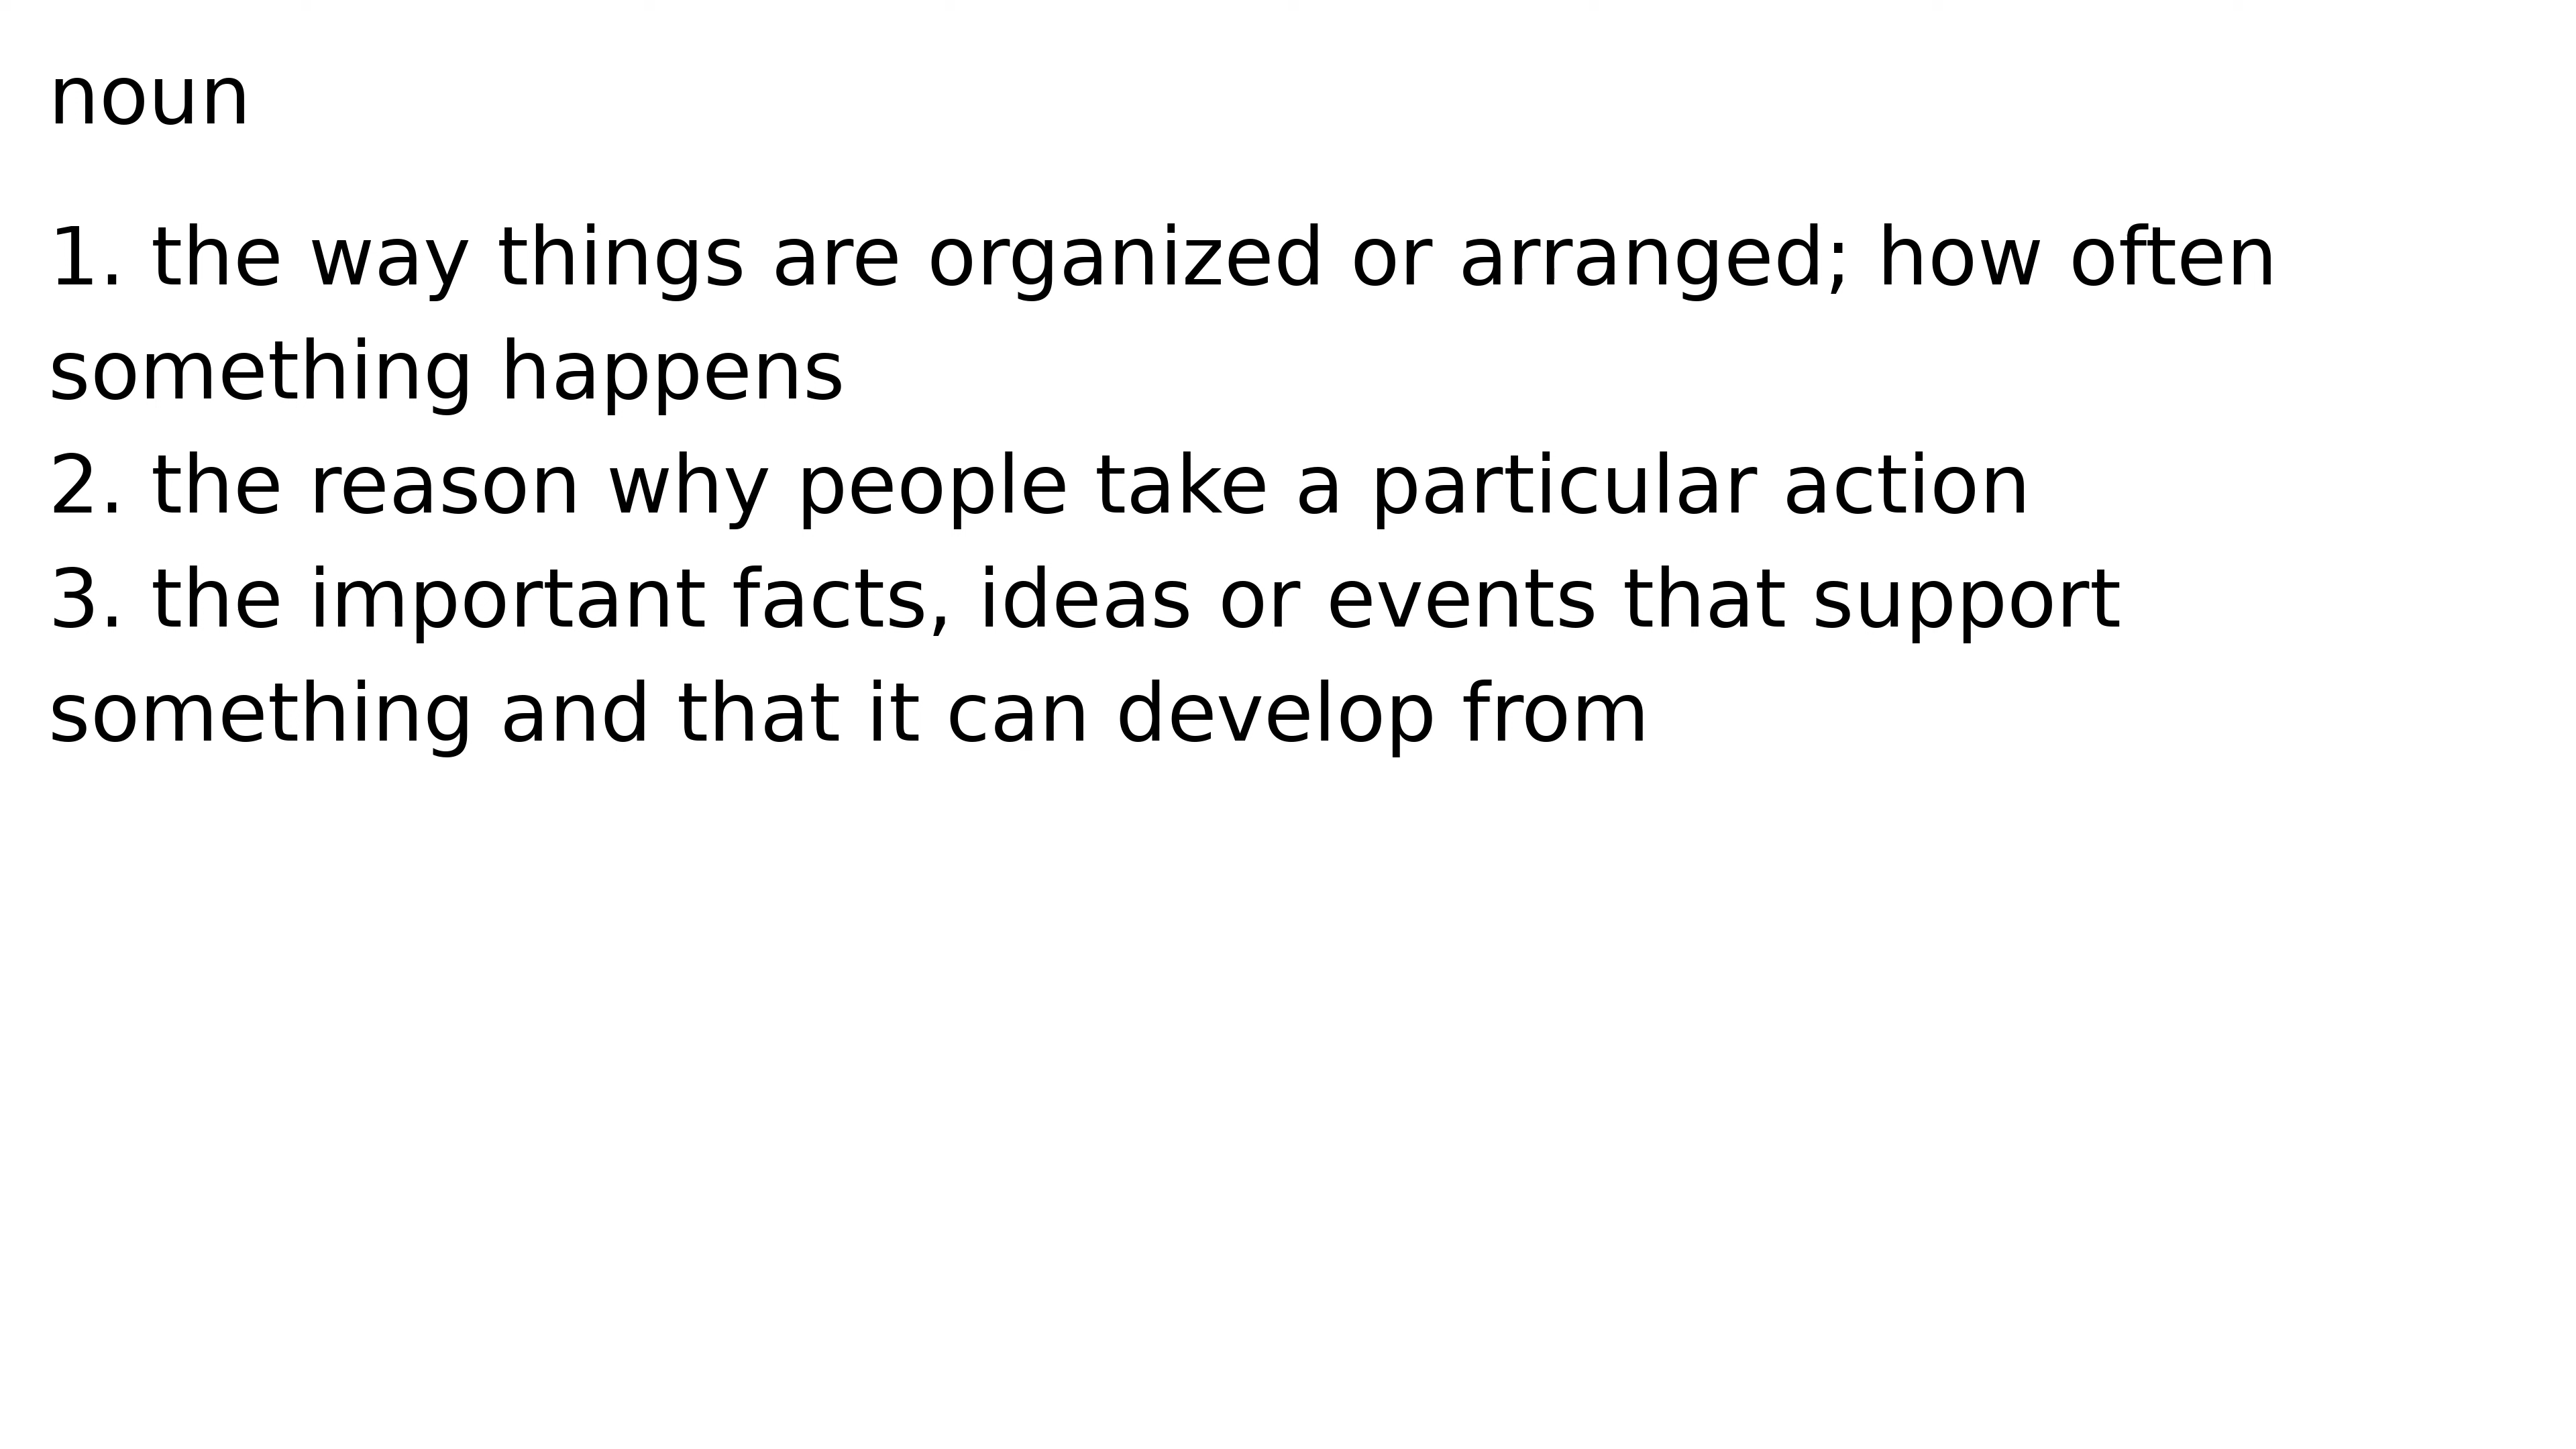 noun
1. the way things are organized or arranged; how often
something happens
2. the reason why people take a particular action
3. the important facts, ideas or events that support
something and that it can develop from